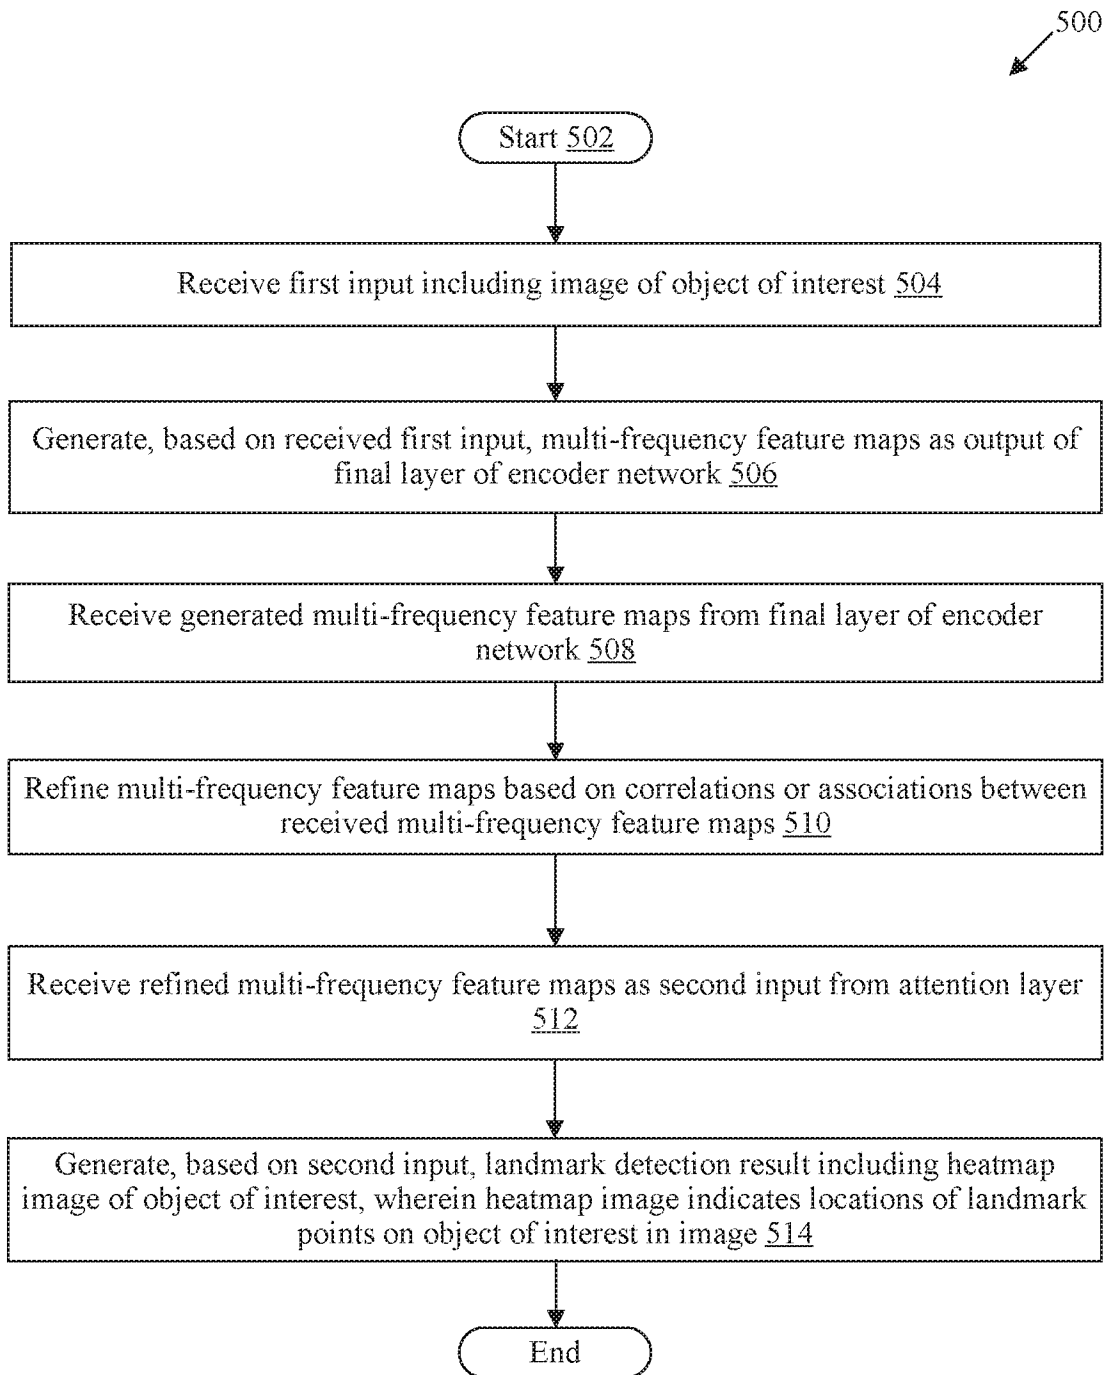 500
Start 502
Receive first input including image of object of interest 504
Generate, based on received first input, multi-frequency feature maps as output of
final layer of encoder network 506
Receive generated multi-frequency feature maps from final layer of encoder
network 508
Refine multi-frequency feature maps based on correlations or associations between
received multi-frequency feature maps 510
Receive refined multi-frequency feature maps as second input from attention layer
512
Generate, based on second input, landmark detection result including heatmap
image of object of interest, wherein heatmap image indicates locations of landmark
points on object of interest in image 514
End